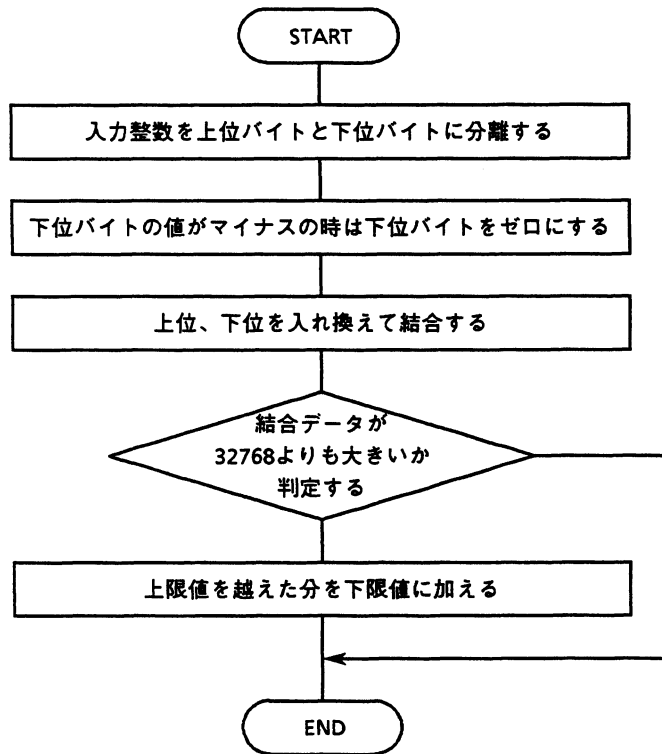 START
入力整数を上位バイトと下位バイトに分離する
下位バイトの値がマイナスの時は下位バイトをゼロにする
上位、下位を入れ換えて結合する
結合データが
32768よりも大きいか
判定する
上限値を越えた分を下限値に加える
END